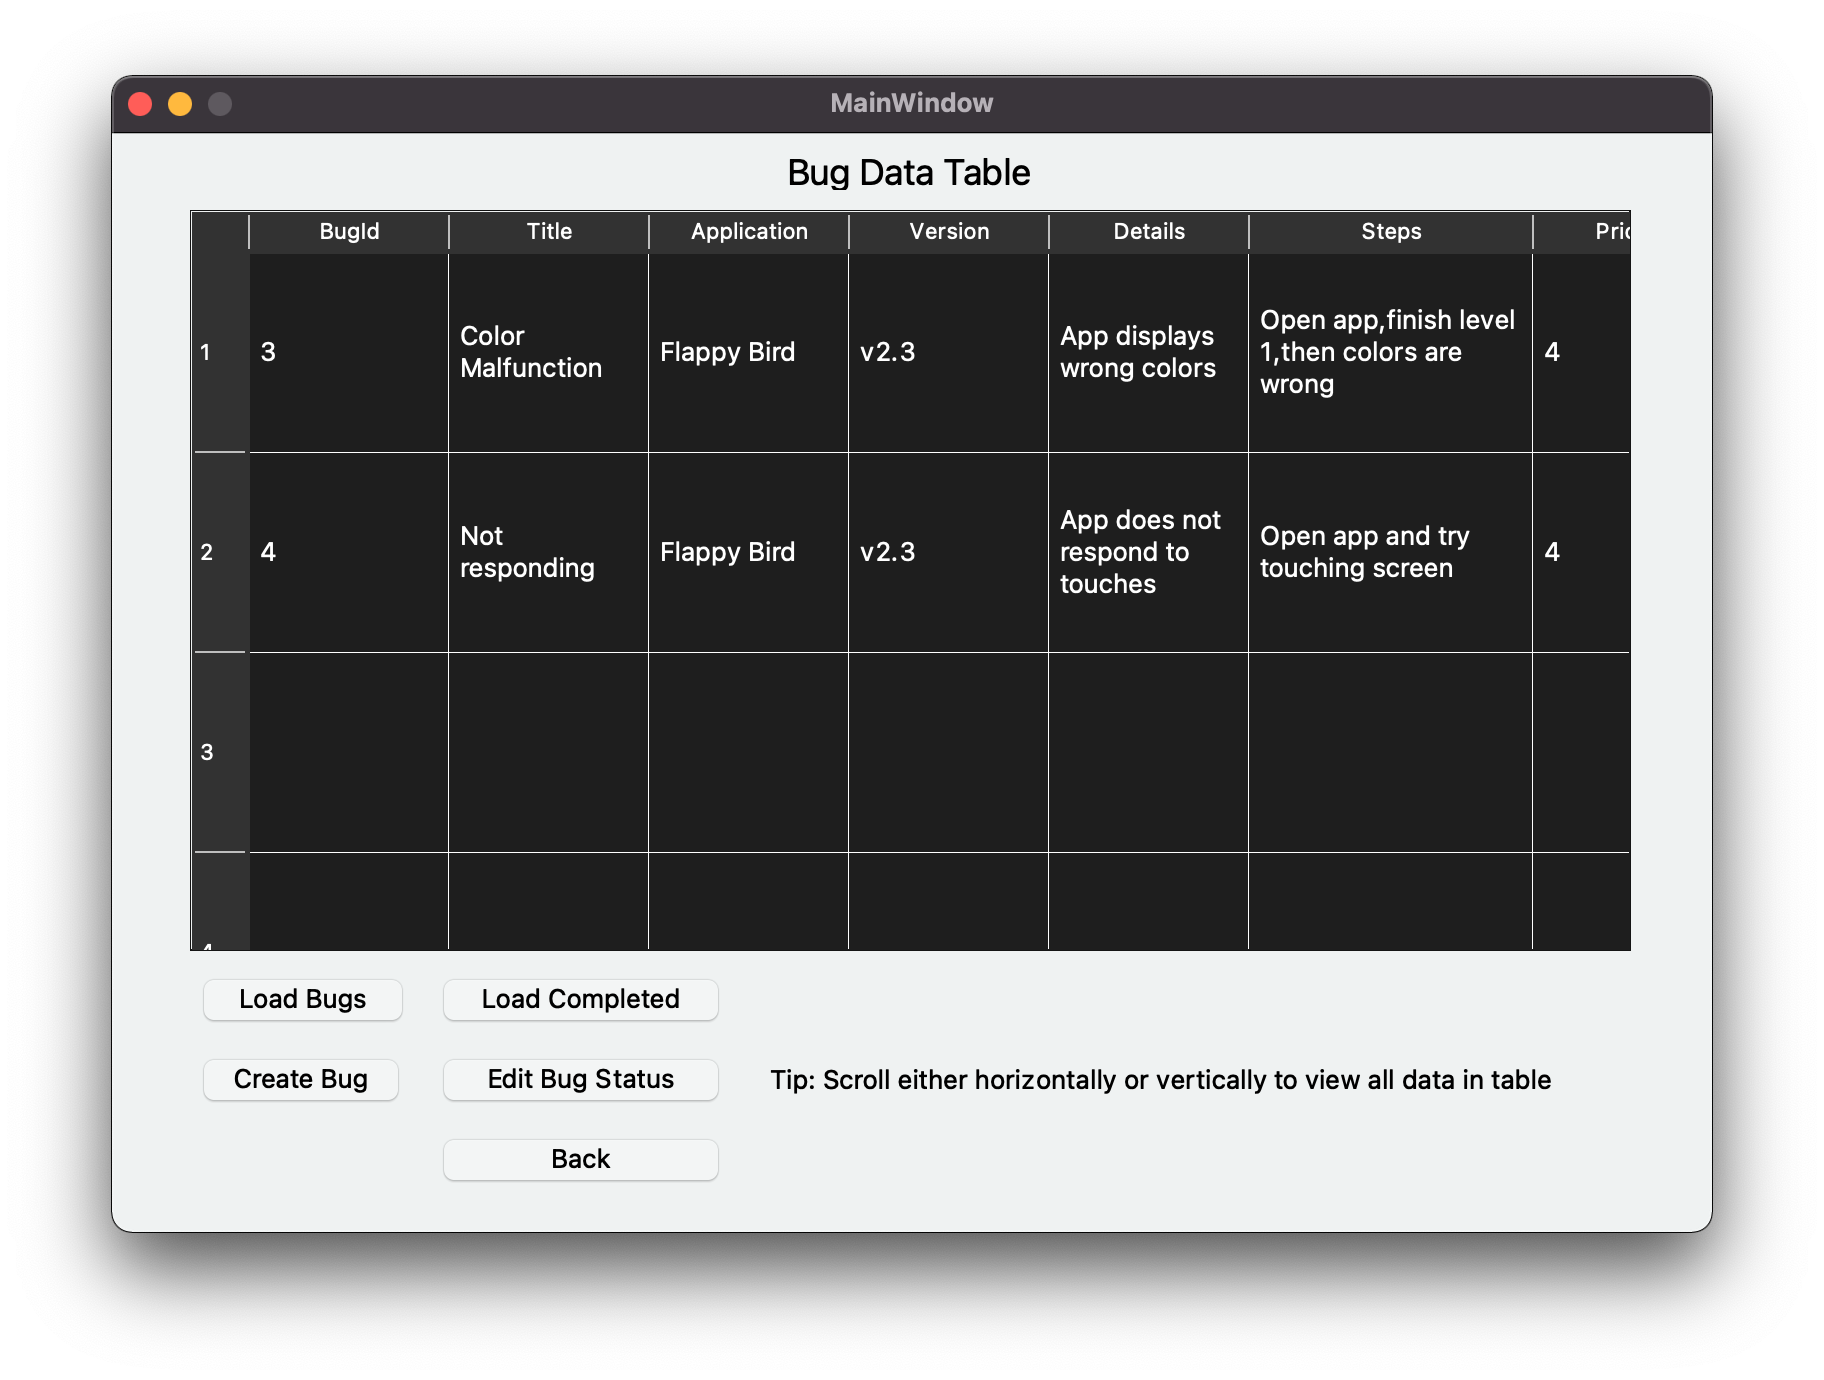 MainWindow
Bug Data Table
BugId Title Application Version Details Steps
1 3 Color Malfunction Flappy Bird v2.3 App displays wrong colors Open app,finish level 1,then colors are wrong 4
2 4 Not responding Flappy Bird v2.3 App does not respond to touches Open app and try touching screen 4
3
Load Bugs Load Completed
Create Bug Edit Bug Status Tip: Scroll either horizontally or vertically to view all data in table
Back